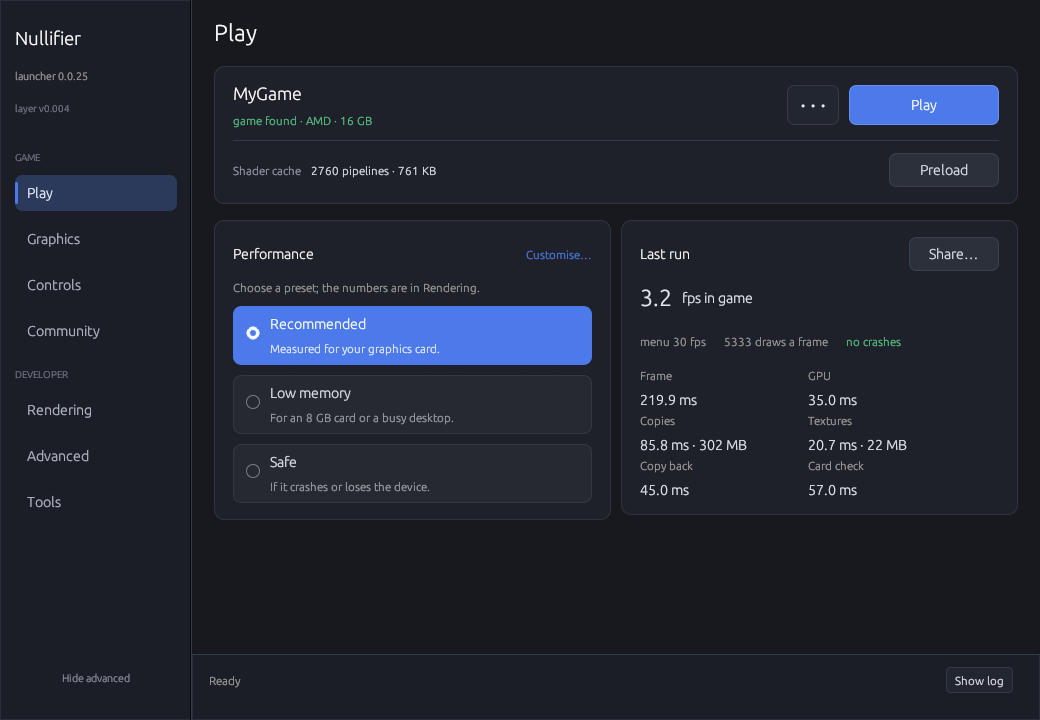 Nullifier
launcher 0.0.25
layer v0.004
GAME
Play
Graphics
Controls
Community
DEVELOPER
Rendering
Advanced
Tools
Hide advanced
Play
MyGame
game found · AMD · 16 GB
...
Play
Shader cache 2760 pipelines · 761 KB
Preload
Performance
Customise...
Choose a preset; the numbers are in Rendering.
Recommended
Measured for your graphics card.
Low memory
For an 8 GB card or a busy desktop.
Safe
If it crashes or loses the device.
Last run
Share...
3.2 fps in game
menu 30 fps 5333 draws a frame no crashes
Frame GPU
219.9 ms 35.0 ms
Copies Textures
85.8 ms · 302 MB 20.7 ms · 22 MB
Copy back Card check
45.0 ms 57.0 ms
Ready
Show log